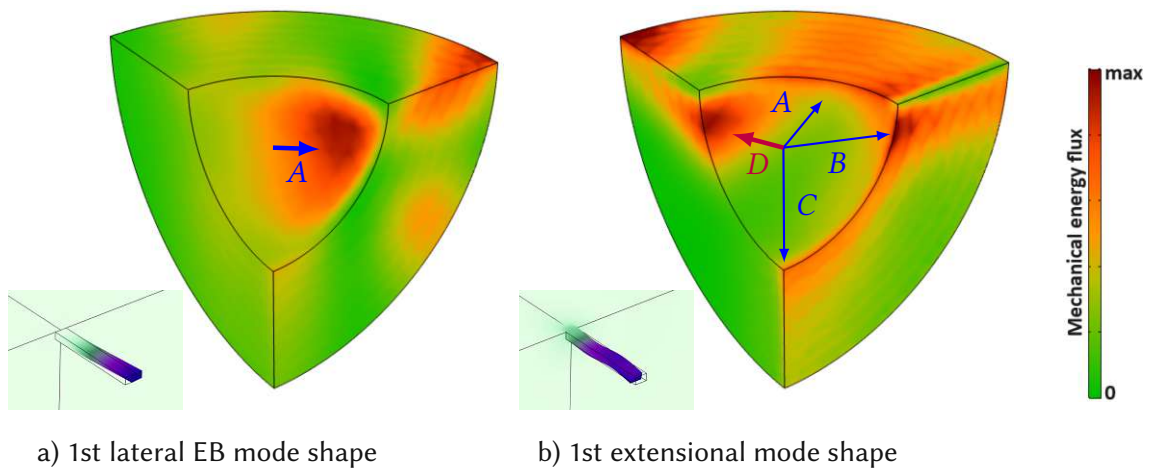 A
A
B
C
D
max
Mechanical energy flux
0
a) 1st lateral EB mode shape
b) 1st extensional mode shape